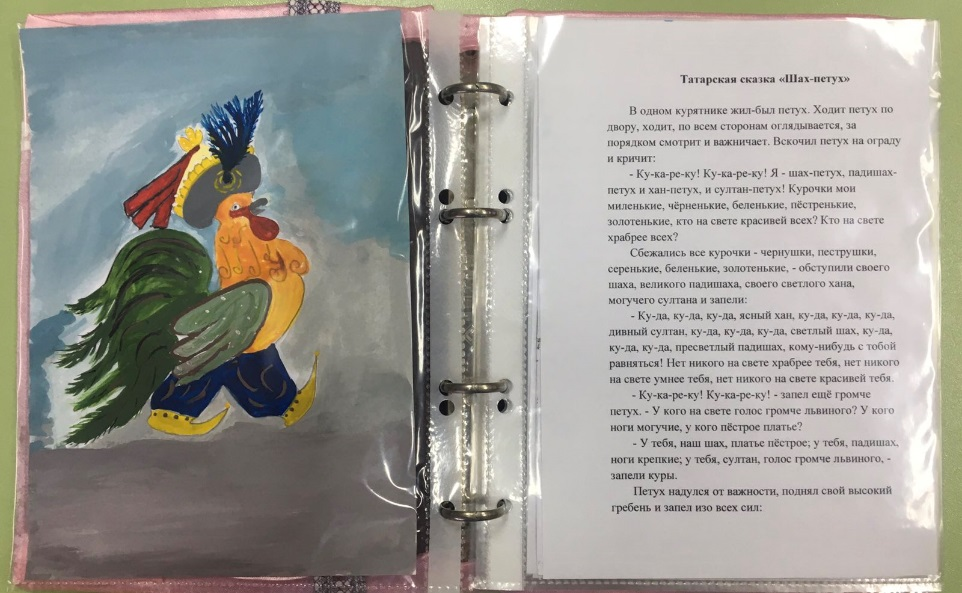 Татарская сказка «Шах-петух»
В одном курятнике жил-был петух. Ходит петух по
двору, ходит, по всем сторонам оглядывается, за
порядком смотрит и важничает. Вскочил петух на ограду
и кричит:
- Ку-ка-ре-ку! Ку-ка-ре-ку! Я - шах-петух, падишах-
петух и хан-петух, и султан-петух! Курочки мои
миленькие, чёрненькие, беленькие, пёстренькие,
золотенькие, кто на свете красивей всех? Кто на свете
храбрее всех?
Сбежались все курочки - чернушки, пеструшки,
серенькие, беленькие, золотенькие, - обступили своего
шаха, великого падишаха, своего светлого хана,
могучего султана и запели:
- Ку-да, ку-да, ку-да, ясный хан, ку-да, ку-да, ку-да,
дивный султан, ку-да, ку-да, ку-да, светлый шах, ку-да,
ку-да, ку-да, пресветлый падишах, кому-нибудь с тобой
равняться! Нет никого на свете храбрее тебя, нет никого
на свете умнее тебя, нет никого на свете красивей тебя.
- Ку-ка-ре-ку! Ку-ка-ре-ку! - запел ещё громче
петух. - У кого на свете голос громче львиного? У кого
ноги могучие, у кого пёстрое платье?
- У тебя, наш шах, платье пёстрое; у тебя, падишах,
ноги крепкие; у тебя, султан, голос громче львиного, -
запели куры.
Петух надулся от важности, поднял свой высокий
гребень и запел изо всех сил: